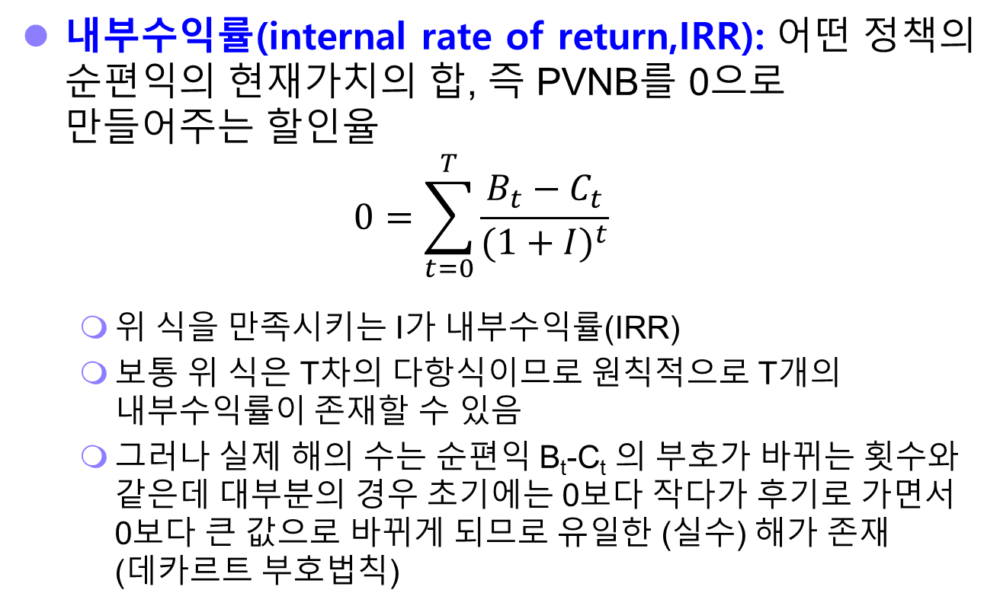 내부수익률(internal rate of return,IRR): 어떤 정책의
순편익의 현재가치의 합, 즉 PVNB를 0으로
만들어주는 할인율
0 = \sum_{t=0}^{T} \frac{B_t - C_t}{(1 + I)^t}
위 식을 만족시키는 I가 내부수익률(IRR)
보통 위 식은 T차의 다항식이므로 원칙적으로 T개의
내부수익률이 존재할 수 있음
그러나 실제 해의 수는 순편익 B_t-C_t 의 부호가 바뀌는 횟수와
같은데 대부분의 경우 초기에는 0보다 작다가 후기로 가면서
0보다 큰 값으로 바뀌게 되므로 유일한 (실수) 해가 존재
(데카르트 부호법칙)